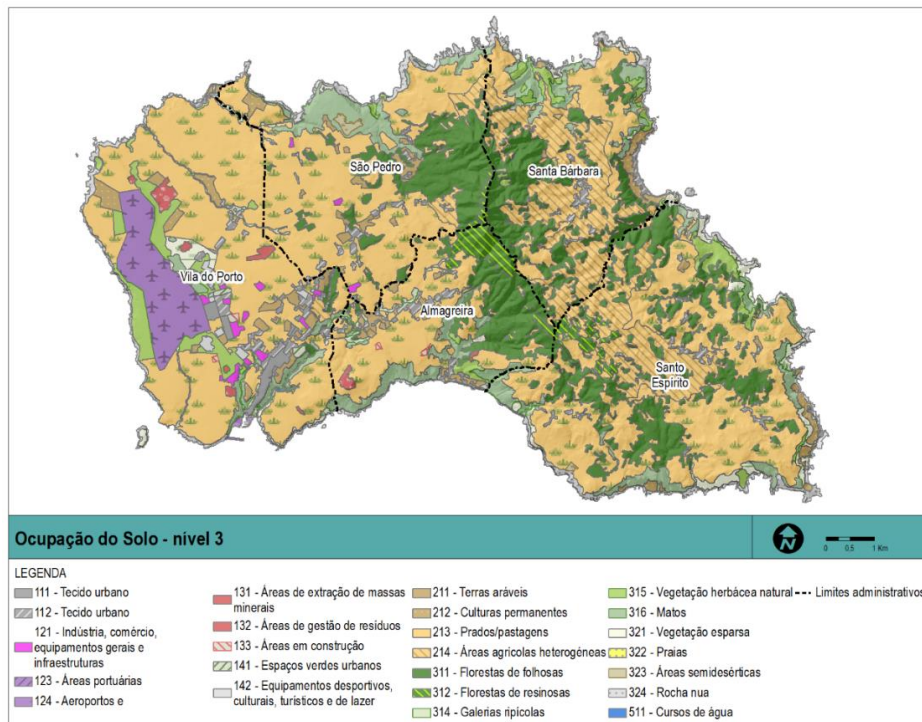 São Pedro
Santa Bárbara
Vila do Porto
Almagreira
Santo
Espírito
Ocupação do Solo - nível 3
N
0 0.5 1 Km
LEGENDA
111 - Tecido urbano
112 - Tecido urbano
121 - Indústria, comércio,
equipamentos gerais e
infraestruturas
123 - Áreas portuárias
124 - Aeroportos e
131 - Áreas de extração de massas
minerais
132 - Áreas de gestão de resíduos
133 - Áreas em construção
141 - Espaços verdes urbanos
142 - Equipamentos desportivos,
culturais, turísticos e de lazer
211 - Terras aráveis
212 - Culturas permanentes
213 - Prados/pastagens
214 - Áreas agrícolas heterogéneas
311 - Florestas de folhosas
312 - Florestas de resinosas
314 - Galerias ripícolas
315 - Vegetação herbácea natural
316 - Matos
321 - Vegetação esparsa
322 - Praias
323 - Áreas semidesérticas
324 - Rocha nua
511 - Cursos de água
Limites administrativos